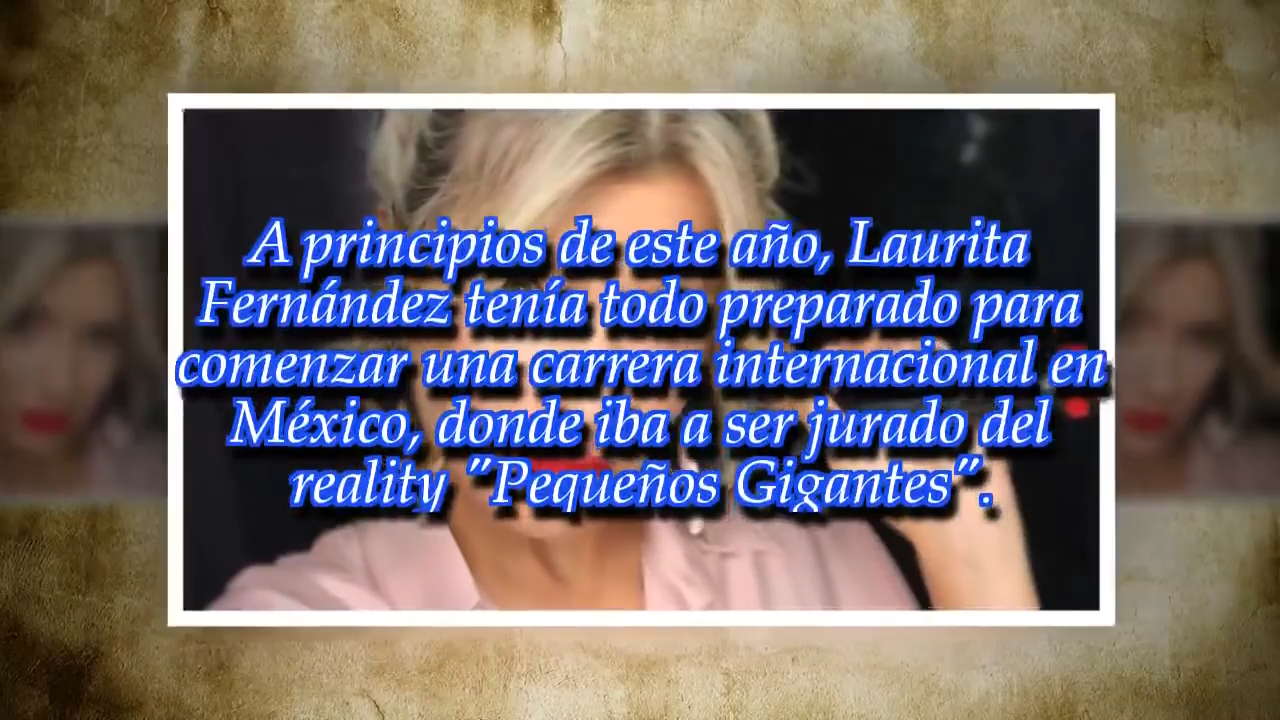 A principios de este año, Laurita
Fernández tenía todo preparado para
comenzar una carrera internacional en
México, donde iba a ser jurado del
reality "Pequeños Gigantes".